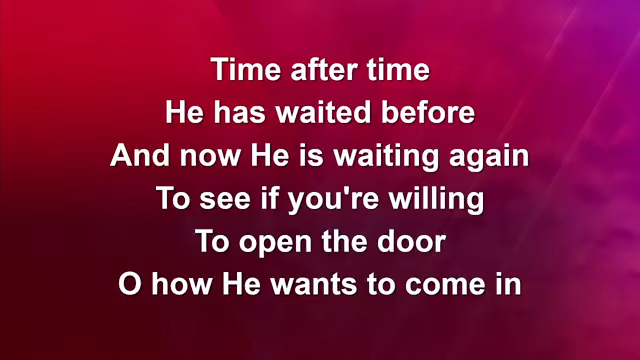 Time after time
He has waited before
And now He is waiting again
To see if you're willing
To open the door
O how He wants to come in